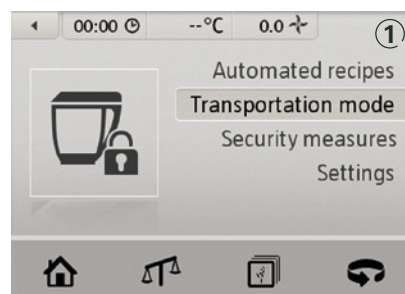 00:00 --°C 0.0
①
Automated recipes
Transportation mode
Security measures
Settings